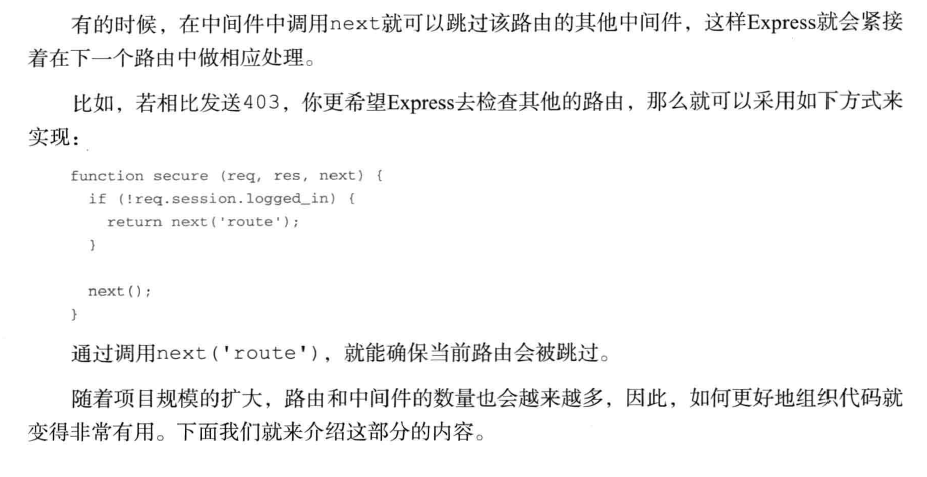 有的时候，在中间件中调用next就可以跳过该路由的其他中间件，这样Express就会紧接
着在下一个路由中做相应处理。
比如，若相比发送403，你更希望Express去检查其他的路由，那么就可以采用如下方式来
实现：
function secure (req, res, next) {
  if (!req.session.logged_in) {
    return next('route');
  }
  next();
}
通过调用next('route')，就能确保当前路由会被跳过。
随着项目规模的扩大，路由和中间件的数量也会越来越多，因此，如何更好地组织代码就
变得非常有用。下面我们就来介绍这部分的内容。